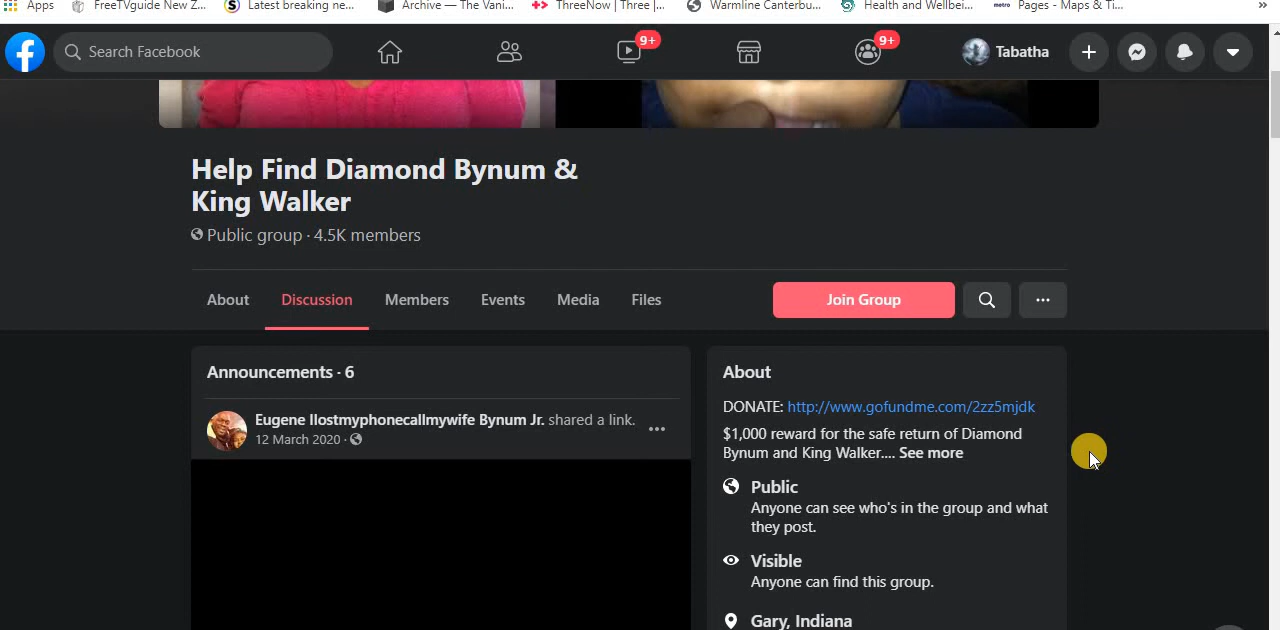 Apps FreeTVguide New Z... Latest breaking ne... Archive — The Vani... ThreeNow | Three |... Warmline Canterbu... Health and Wellbei... metro Pages - Maps & Ti... »
Search Facebook 9+ 9+ Tabatha
Help Find Diamond Bynum &
King Walker
Public group · 4.5K members
About Discussion Members Events Media Files Join Group ...
Announcements · 6
Eugene Ilostmyphonecallmywife Bynum Jr. shared a link.
12 March 2020 ·
About
DONATE: http://www.gofundme.com/2zz5mjdk
$1,000 reward for the safe return of Diamond
Bynum and King Walker.... See more
Public
Anyone can see who's in the group and what
they post.
Visible
Anyone can find this group.
Gary, Indiana